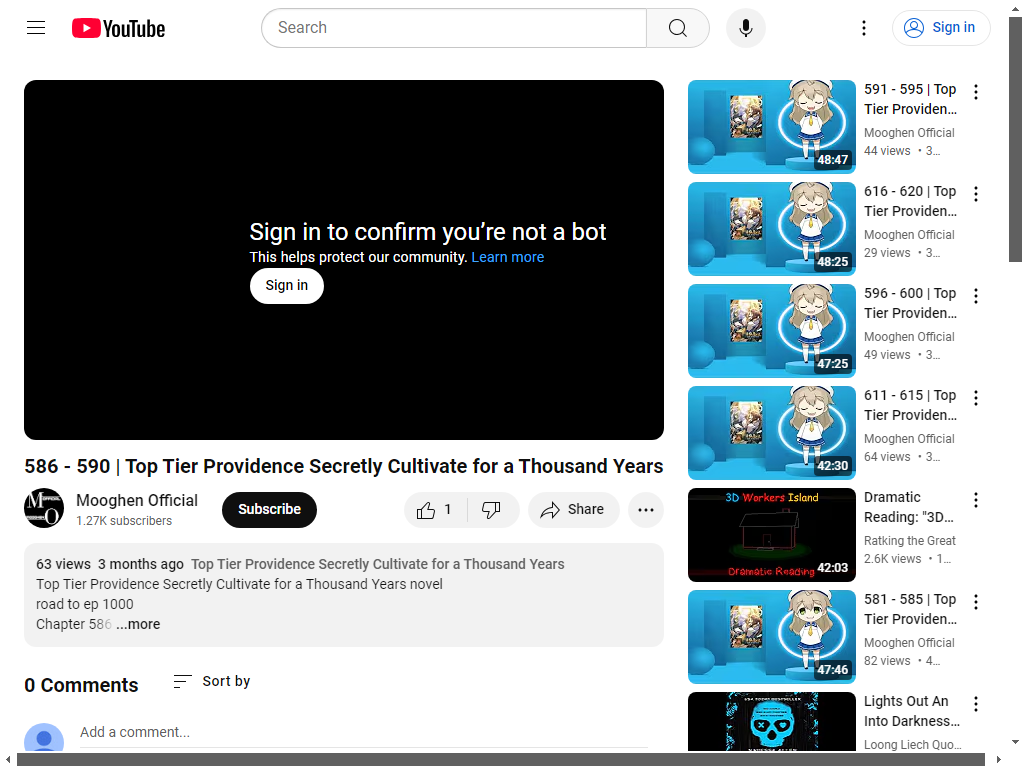 YouTube
Search
Sign in
Sign in to confirm you’re not a bot
This helps protect our community. Learn more
Sign in
586 - 590 | Top Tier Providence Secretly Cultivate for a Thousand Years
Mooghen Official
1.27K subscribers
Subscribe
1
Share
63 views 3 months ago Top Tier Providence Secretly Cultivate for a Thousand Years
Top Tier Providence Secretly Cultivate for a Thousand Years novel
road to ep 1000
Chapter 586 ...more
0 Comments
Sort by
Add a comment...
48:47
591 - 595 | Top
Tier Providen...
Mooghen Official
44 views • 3...
48:25
616 - 620 | Top
Tier Providen...
Mooghen Official
29 views • 3...
47:25
596 - 600 | Top
Tier Providen...
Mooghen Official
49 views • 3...
42:30
611 - 615 | Top
Tier Providen...
Mooghen Official
64 views • 3...
3D Workers Island
Dramatic Reading
42:03
Dramatic
Reading: "3D...
Ratking the Great
2.6K views • 1...
47:46
581 - 585 | Top
Tier Providen...
Mooghen Official
82 views • 4...
Lights Out An
Into Darkness...
Loong Liech Quo...